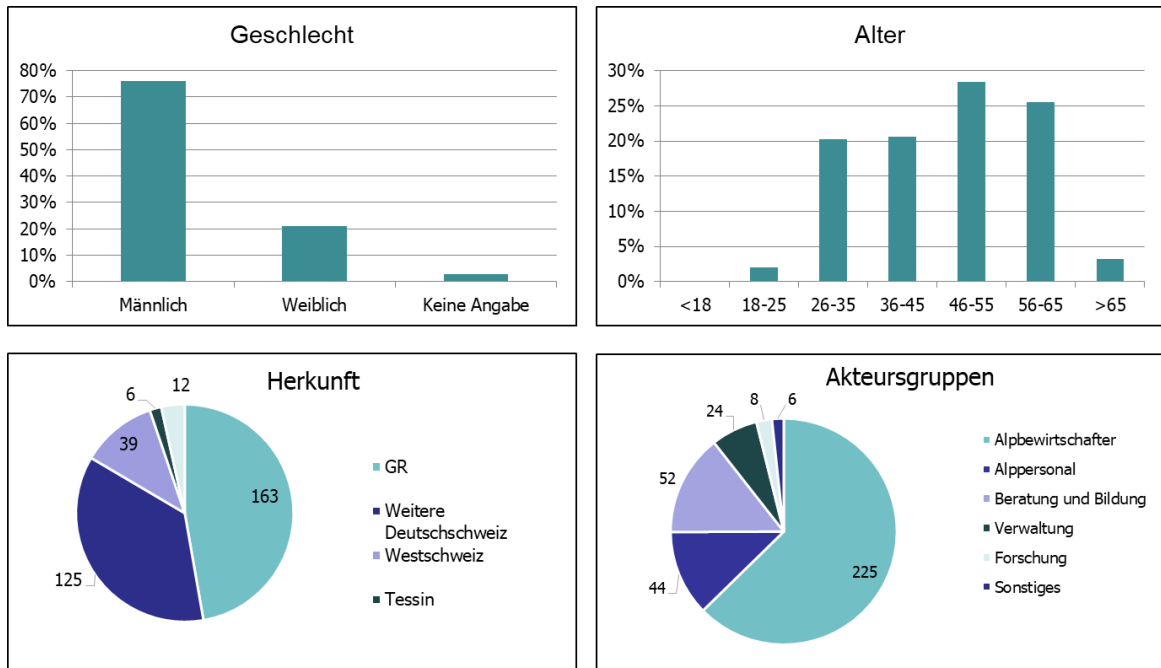 Geschlecht
80%
70%
60%
50%
40%
30%
20%
10%
0%
Männlich Weiblich Keine Angabe
Alter
30%
25%
20%
15%
10%
5%
0%
<18 18-25 26-35 36-45 46-55 56-65 >65
Herkunft
6
12
39
163
125
GR
Weitere
Deutschschweiz
Westschweiz
Tessin
Akteursgruppen
8
6
24
52
44
225
Alpbewirtschafter
Alppersonal
Beratung und Bildung
Verwaltung
Forschung
Sonstiges